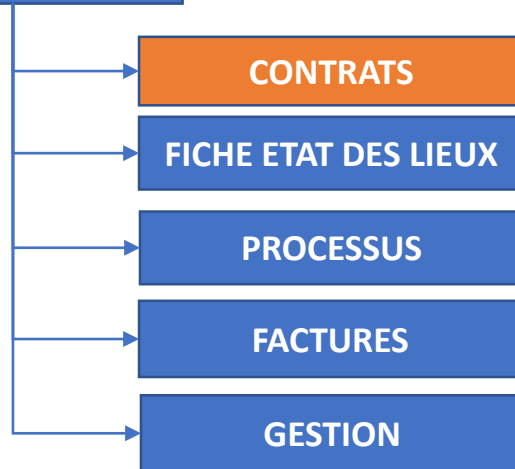 CONTRATS
FICHE ETAT DES LIEUX
PROCESSUS
FACTURES
GESTION